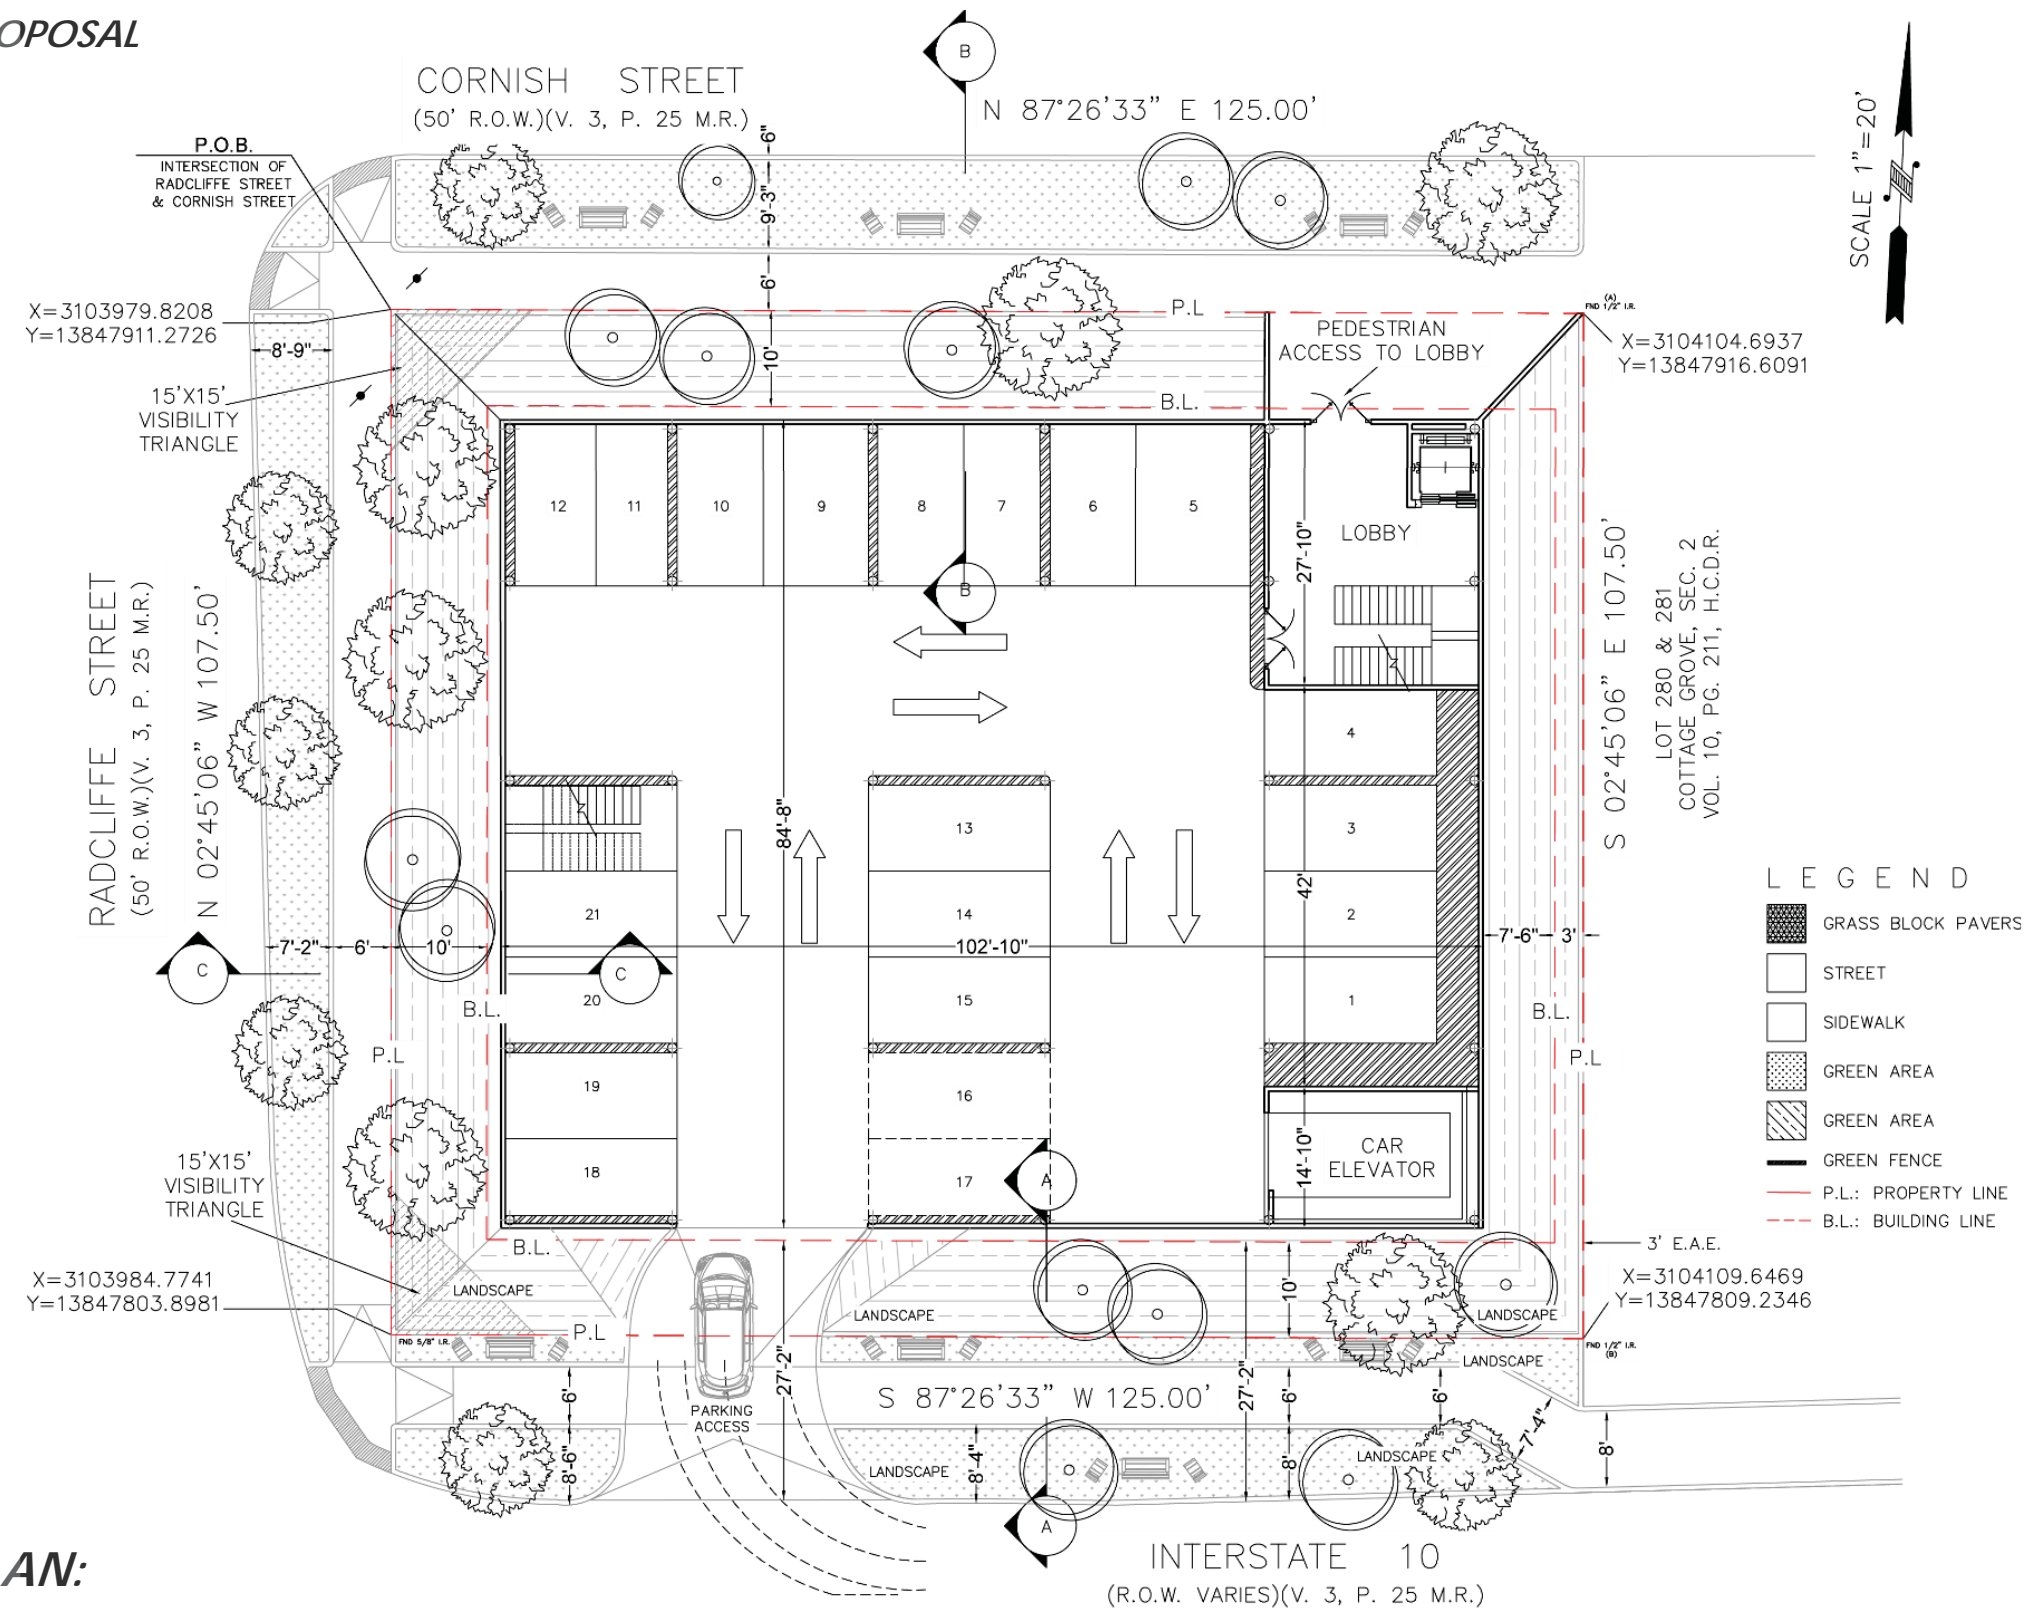 OPOSAL
CORNISH STREET
(50' R.O.W.)(V. 3, P. 25 M.R.)
B
N 87°26'33" E 125.00'
SCALE 1"=20'
P.O.B.
INTERSECTION OF
RADCLIFFE STREET
& CORNISH STREET
6"
9'-3"
6'
10'
X=3103979.8208
Y=13847911.2726
8'-9"
15'X15'
VISIBILITY
TRIANGLE
P.L
(A)
FND 1/2" I.R.
PEDESTRIAN
ACCESS TO LOBBY
X=3104104.6937
Y=13847916.6091
B.L.
12
11
10
9
8
7
6
5
LOBBY
27'-10"
B
RADCLIFFE STREET
(50' R.O.W.)(V. 3, P. 25 M.R.)
N 02°45'06" W 107.50'
S 02°45'06" E 107.50'
LOT 280 & 281
COTTAGE GROVE, SEC. 2
VOL. 10, PG. 211, H.C.D.R.
4
84'-8"
13
3
42'
21
14
2
7'-2"
6'
10'
102'-10"
7'-6"
3'
C
C
20
15
1
B.L.
B.L.
P.L
P.L
19
16
18
17
A
CAR
ELEVATOR
14'-10"
LEGEND
GRASS BLOCK PAVERS
STREET
SIDEWALK
GREEN AREA
GREEN AREA
GREEN FENCE
P.L.: PROPERTY LINE
B.L.: BUILDING LINE
15'X15'
VISIBILITY
TRIANGLE
B.L.
3' E.A.E.
X=3103984.7741
Y=13847803.8981
LANDSCAPE
LANDSCAPE
10'
LANDSCAPE
X=3104109.6469
Y=13847809.2346
FND 5/8" I.R.
P.L
FND 1/2" I.R.
(B)
LANDSCAPE
27'-2"
27'-2"
6'
S 87°26'33" W 125.00'
6'
6'
PARKING
ACCESS
7'-4"
8'
8'-6"
LANDSCAPE
8'-4"
8'
LANDSCAPE
A
INTERSTATE 10
(R.O.W. VARIES)(V. 3, P. 25 M.R.)
AN: